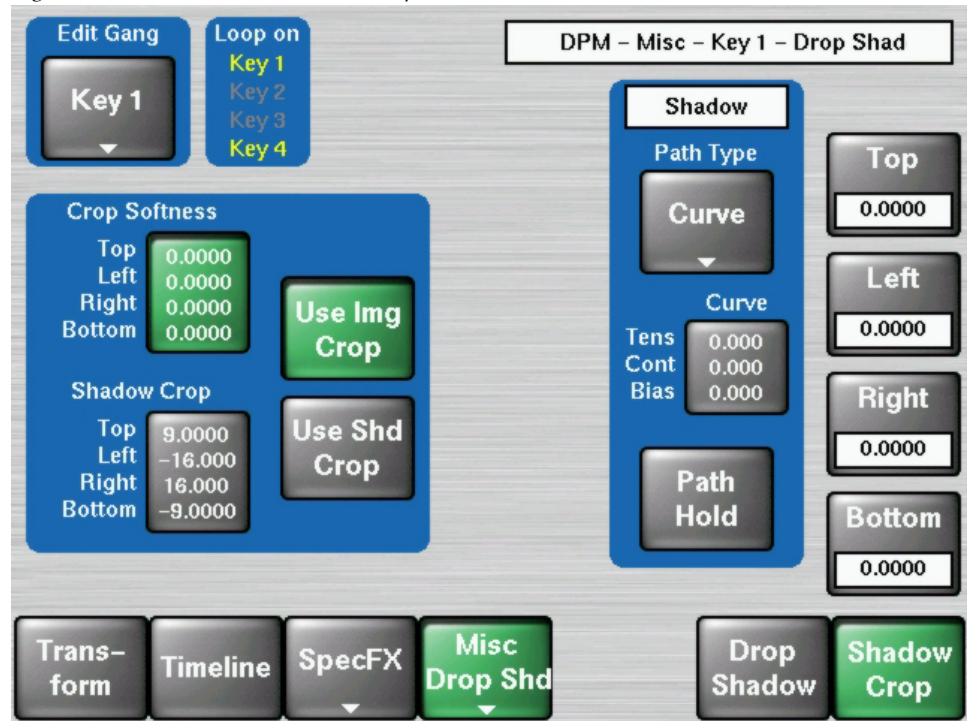 Edit Gang
Key 1
Loop on
Key 1
Key 2
Key 3
Key 4
DPM – Misc – Key 1 – Drop Shad
Crop Softness
Top 0.0000
Left 0.0000
Right 0.0000
Bottom 0.0000
Use Img
Crop
Shadow Crop
Top 9.0000
Left –16.000
Right 16.000
Bottom –9.0000
Use Shd
Crop
Shadow
Path Type
Curve
Curve
Tens 0.000
Cont 0.000
Bias 0.000
Path
Hold
Top
0.0000
Left
0.0000
Right
0.0000
Bottom
0.0000
Trans–
form
Timeline
SpecFX
Misc
Drop Shd
Drop
Shadow
Shadow
Crop